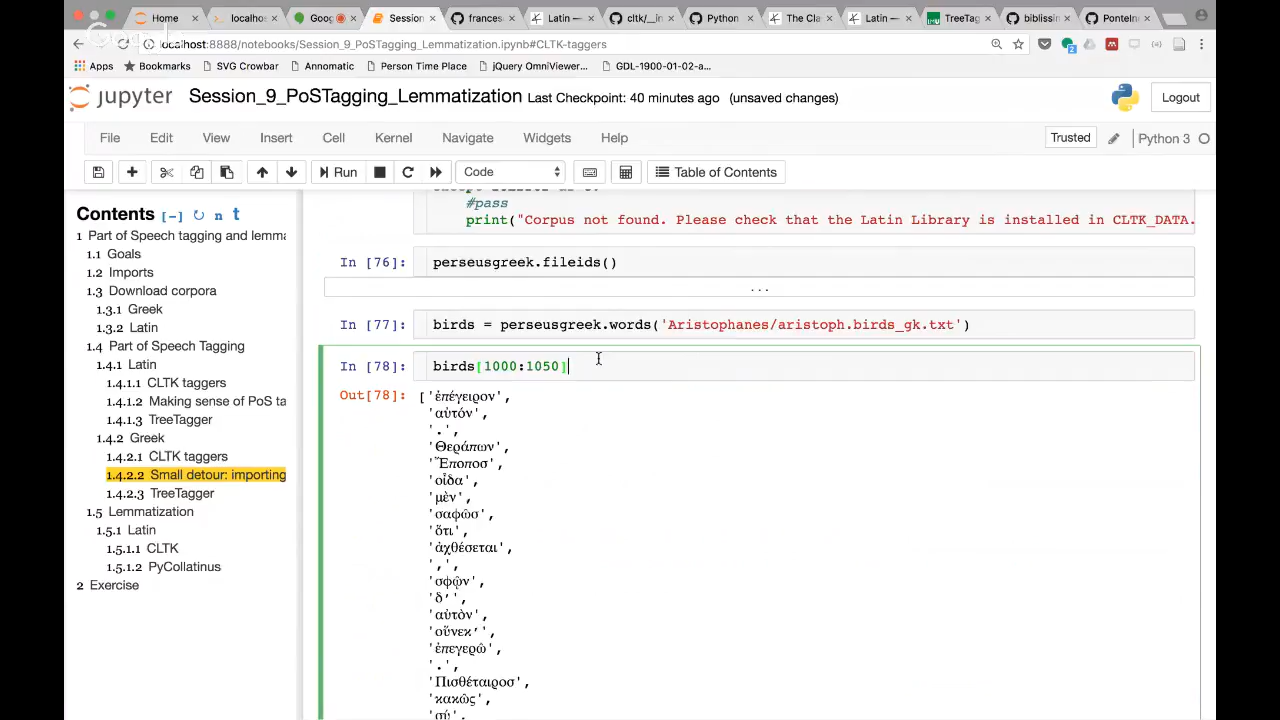 Home
localhos
Goog
Session
frances
Latin —
cltk/__in
Python
The Cla
Latin —
TreeTag
biblissin
PonteIn
localhost:8888/notebooks/Session_9_PoSTagging_Lemmatization.ipynb#CLTK-taggers
Apps Bookmarks SVG Crowbar Annomatic Person Time Place jQuery OmniViewer... GDL-1900-01-02-a...
jupyter Session_9_PoSTagging_Lemmatization Last Checkpoint: 40 minutes ago (unsaved changes) Logout
File Edit View Insert Cell Kernel Navigate Widgets Help Trusted Python 3
Run Code Table of Contents
Contents [-] n t
1 Part of Speech tagging and lemma
1.1 Goals
1.2 Imports
1.3 Download corpora
1.3.1 Greek
1.3.2 Latin
1.4 Part of Speech Tagging
1.4.1 Latin
1.4.1.1 CLTK taggers
1.4.1.2 Making sense of PoS ta
1.4.1.3 TreeTagger
1.4.2 Greek
1.4.2.1 CLTK taggers
1.4.2.2 Small detour: importing
1.4.2.3 TreeTagger
1.5 Lemmatization
1.5.1 Latin
1.5.1.1 CLTK
1.5.1.2 PyCollatinus
2 Exercise
#pass
print("Corpus not found. Please check that the Latin Library is installed in CLTK_DATA.
In [76]: perseusgreek.fileids()
...
In [77]: birds = perseusgreek.words('Aristophanes/aristoph.birds_gk.txt')
In [78]: birds[1000:1050]
Out[78]: ['ἐπέγειρον',
'αὐτόν',
'.',
'Θεράπων',
'Ἔποποσ',
'οἶδα',
'μὲν',
'σαφῶσ',
'ὅτι',
'ἀχθέσεται',
',',
'σφῷν',
'δ’',
'αὐτὸν',
'οὕνεκ’',
'ἐπεγερῶ',
'.',
'Πισθέταιροσ',
'κακῶς',
'σύ',